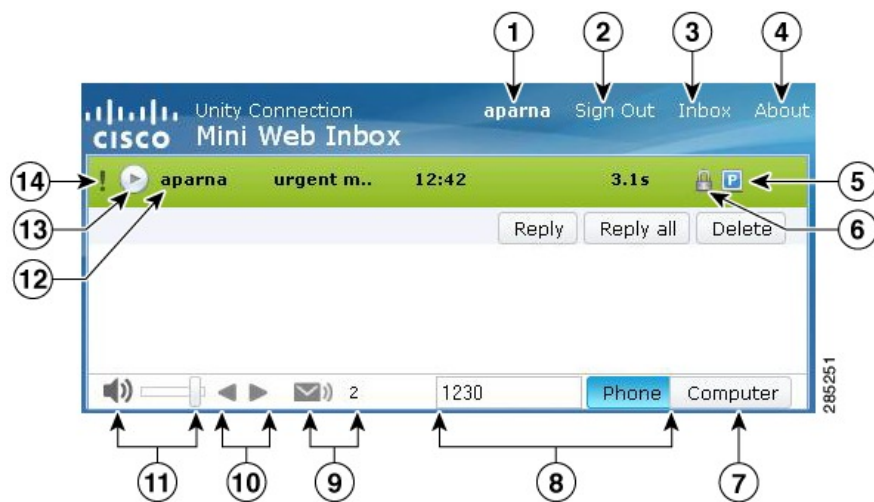 1 2 3 4
Unity Connection aparna Sign Out Inbox About
CISCO Mini Web Inbox
14 ! aparna urgent m.. 12:42 3.1s P 5
13 Reply Reply all Delete 6
12
2 1230 Phone Computer
285251
11 10 9 8 7